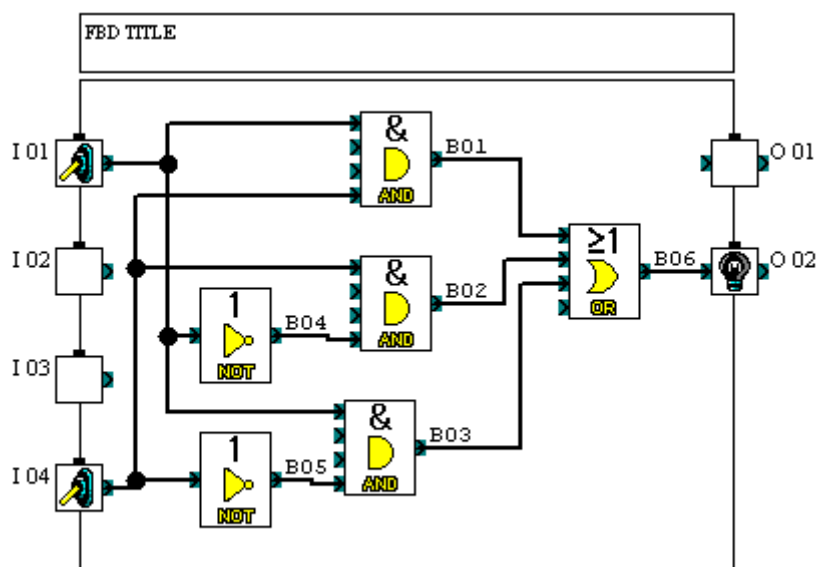 FBD TITLE
I 01
&
AND
B01
O 01
I 02
&
AND
B02
≥1
OR
B06
O 02
1
NOT
B04
I 03
&
AND
B03
I 04
1
NOT
B05